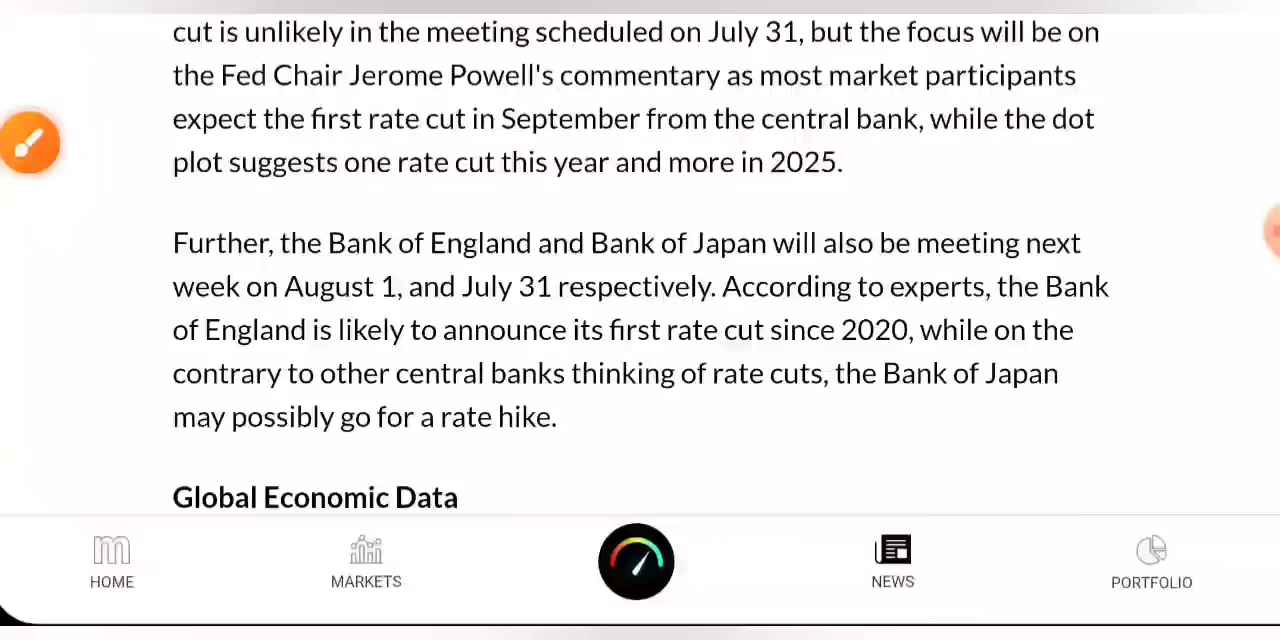 cut is unlikely in the meeting scheduled on July 31, but the focus will be on
the Fed Chair Jerome Powell's commentary as most market participants
expect the first rate cut in September from the central bank, while the dot
plot suggests one rate cut this year and more in 2025.
Further, the Bank of England and Bank of Japan will also be meeting next
week on August 1, and July 31 respectively. According to experts, the Bank
of England is likely to announce its first rate cut since 2020, while on the
contrary to other central banks thinking of rate cuts, the Bank of Japan
may possibly go for a rate hike.
Global Economic Data
HOME MARKETS NEWS PORTFOLIO